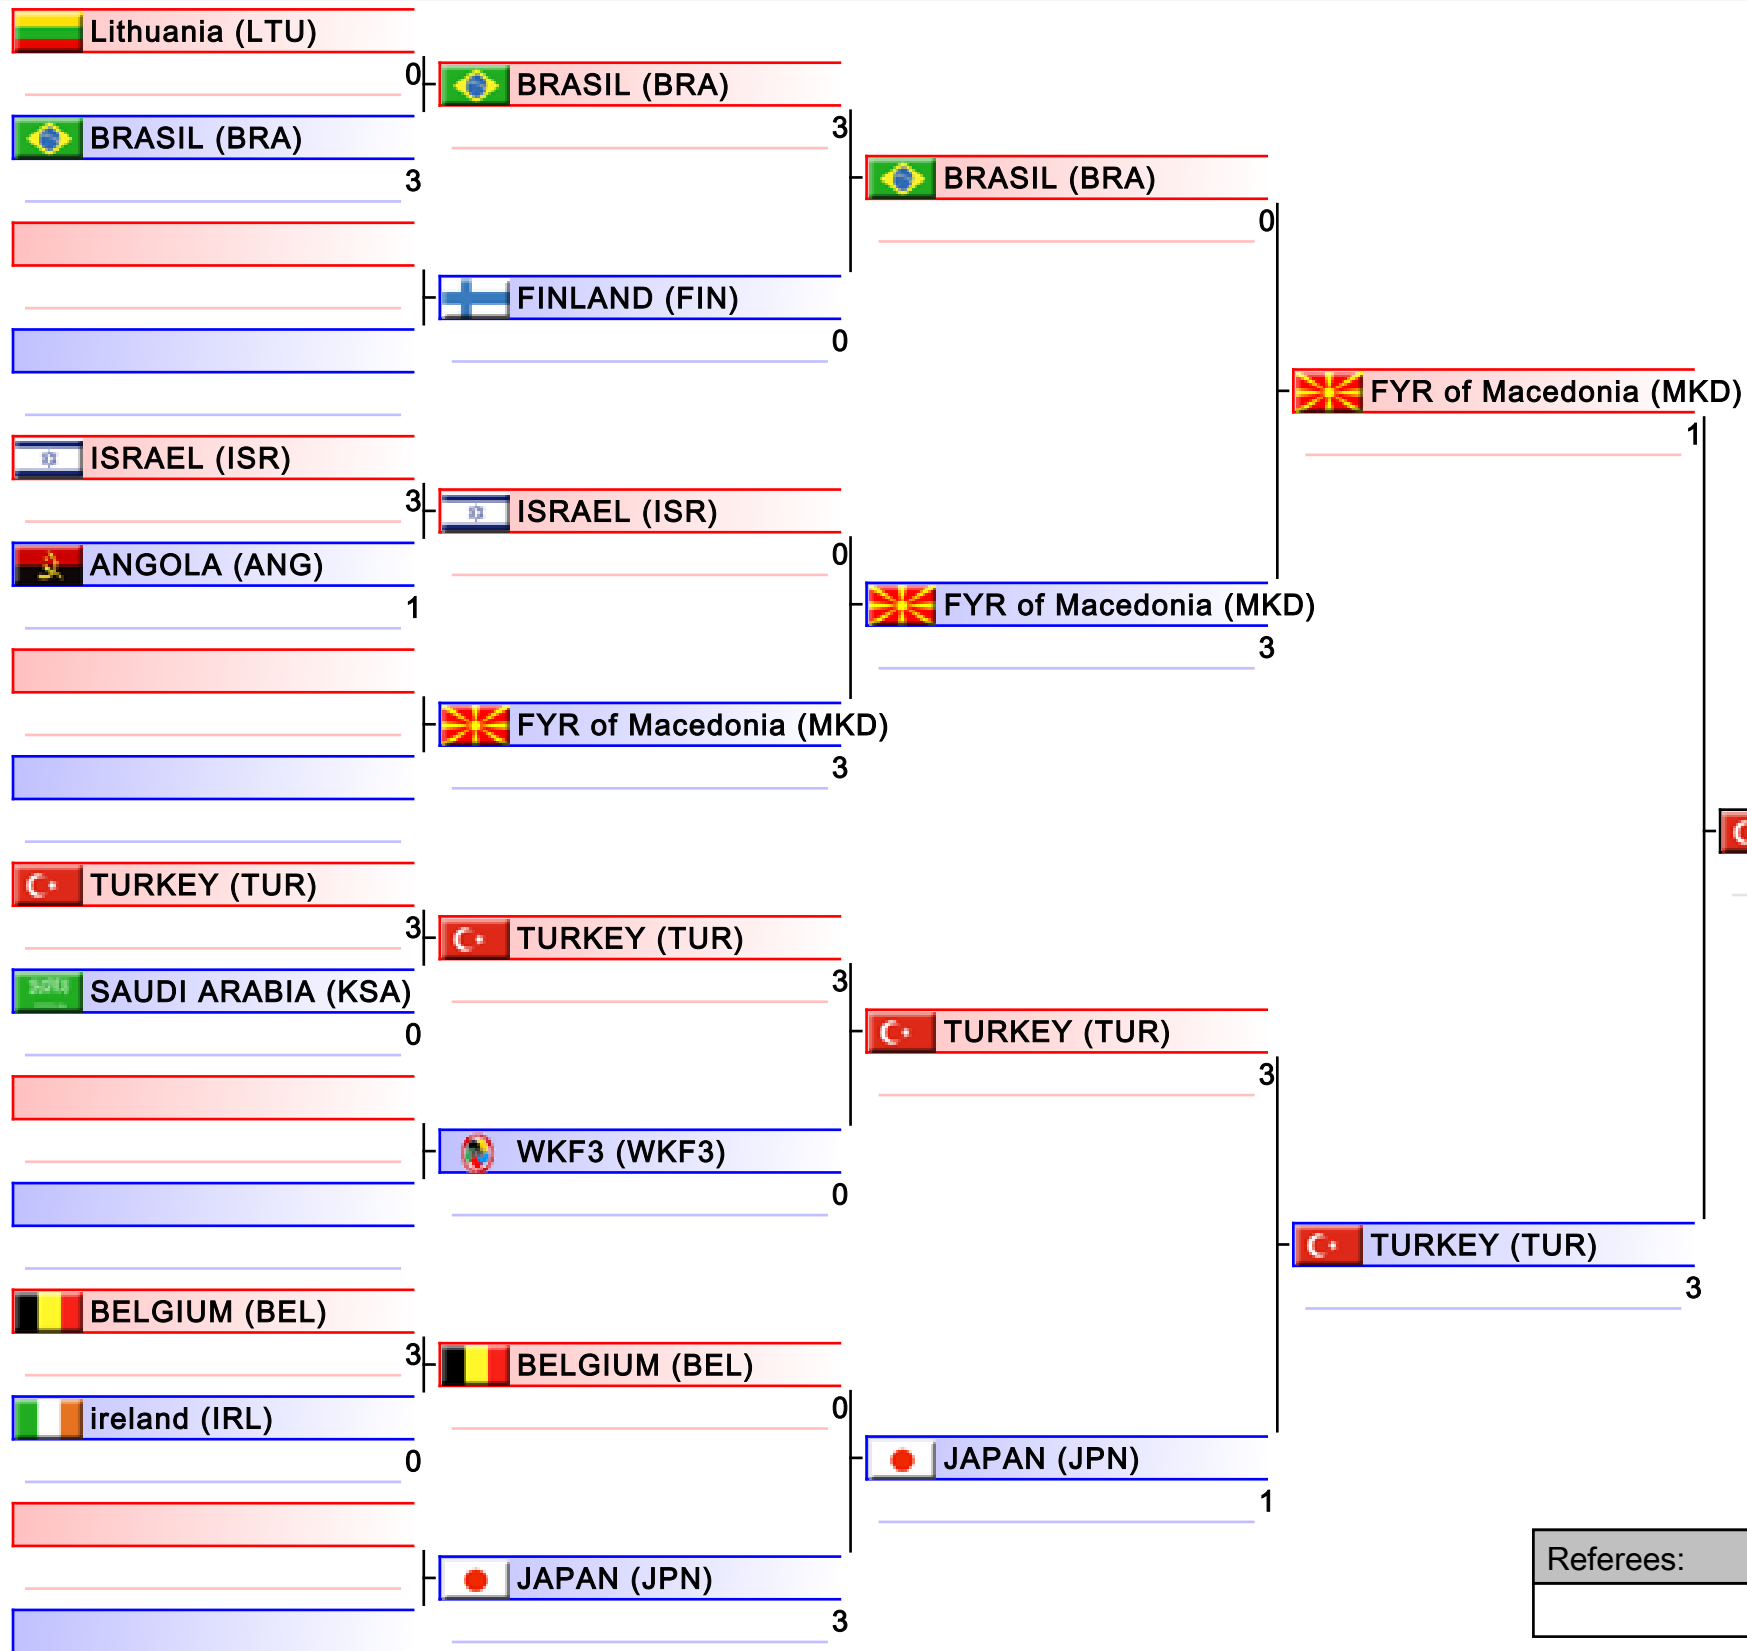 Lithuania (LTU)
0
BRASIL (BRA)
3
ISRAEL (ISR)
3
ANGOLA (ANG)
1
TURKEY (TUR)
3
SAUDI ARABIA (KSA)
0
BELGIUM (BEL)
3
ireland (IRL)
0
BRASIL (BRA)
3
FINLAND (FIN)
0
ISRAEL (ISR)
0
FYR of Macedonia (MKD)
3
TURKEY (TUR)
3
WKF3 (WKF3)
0
BELGIUM (BEL)
0
JAPAN (JPN)
3
BRASIL (BRA)
0
FYR of Macedonia (MKD)
3
TURKEY (TUR)
3
JAPAN (JPN)
1
FYR of Macedonia (MKD)
1
TURKEY (TUR)
3
Referees: